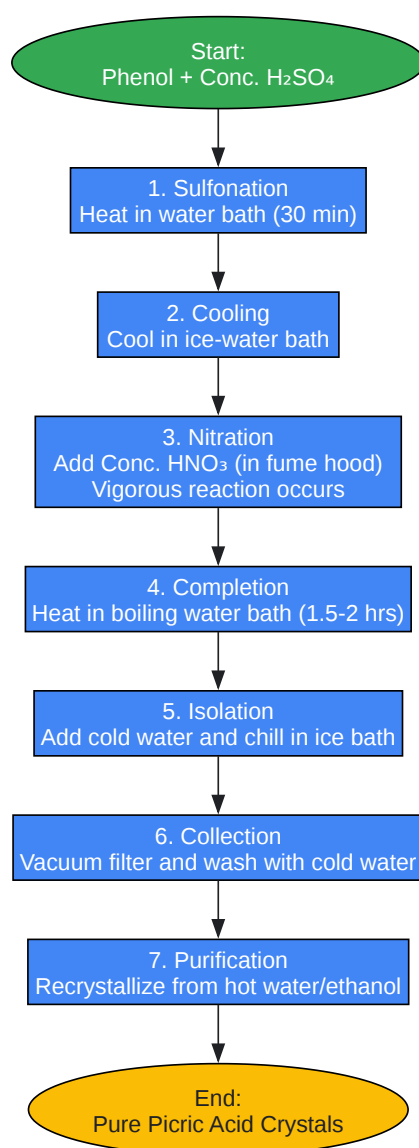 Start:
Phenol + Conc. H₂SO₄
1. Sulfonation
Heat in water bath (30 min)
2. Cooling
Cool in ice-water bath
3. Nitration
Add Conc. HNO₃ (in fume hood)
Vigorous reaction occurs
4. Completion
Heat in boiling water bath (1.5-2 hrs)
5. Isolation
Add cold water and chill in ice bath
6. Collection
Vacuum filter and wash with cold water
7. Purification
Recrystallize from hot water/ethanol
End:
Pure Picric Acid Crystals